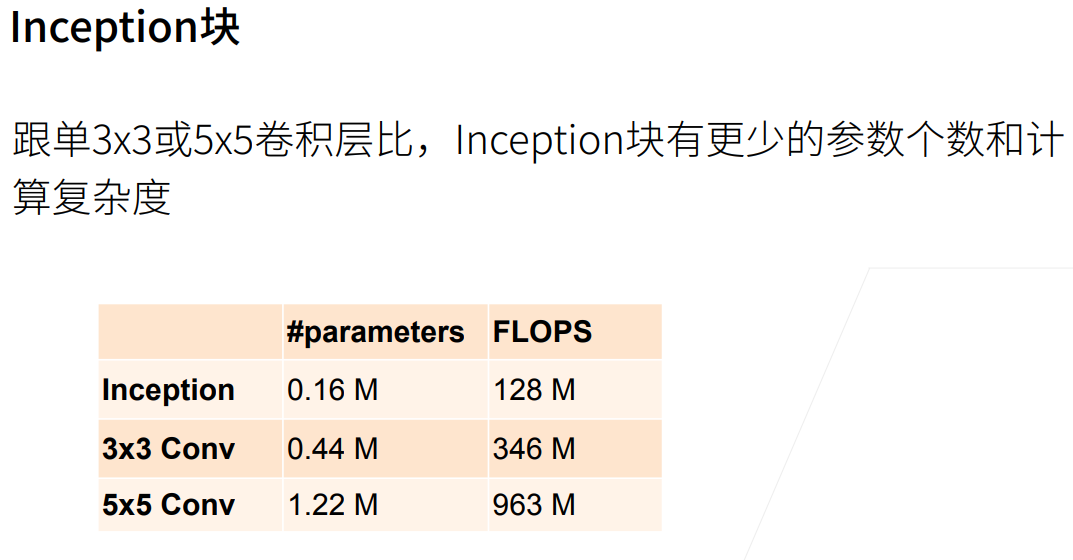 Inception块
跟单3x3或5x5卷积层比，Inception块有更少的参数个数和计
算复杂度
#parameters FLOPS
Inception 0.16 M 128 M
3x3 Conv 0.44 M 346 M
5x5 Conv 1.22 M 963 M